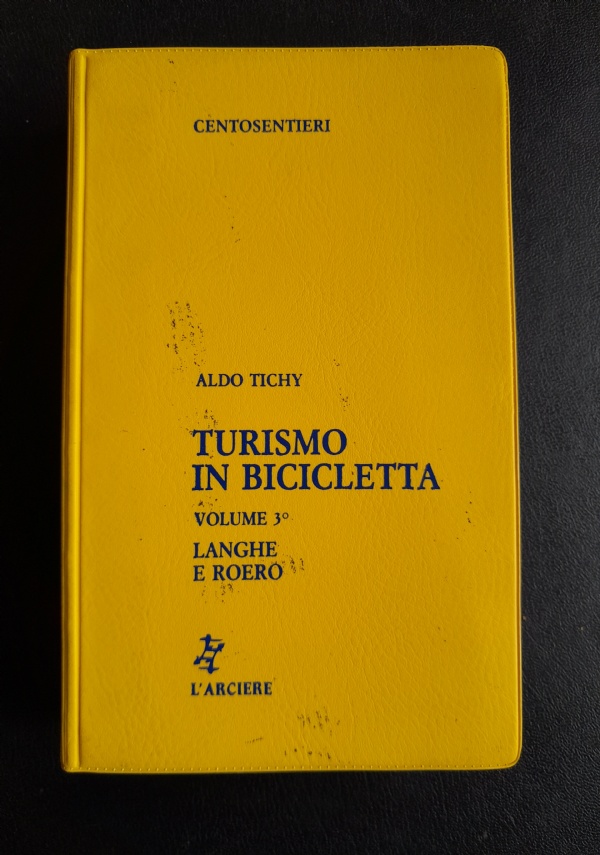 CENTOSENTIERI
ALDO TICHY
TURISMO
IN BICICLETTA
VOLUME 3°
LANGHE
E ROERO
L'ARCIERE